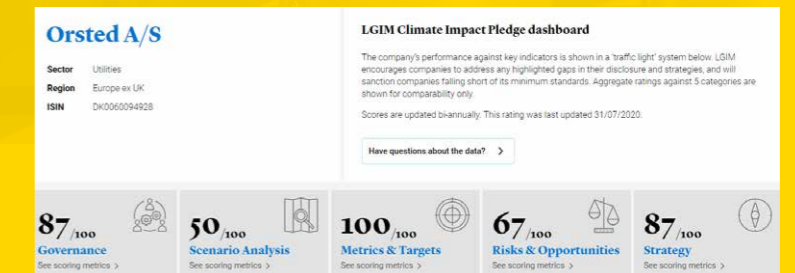 Orsted A/S
Sector Utilities
Region Europe ex UK
ISIN DK0060094928
LGIM Climate Impact Pledge dashboard
The company's performance against key indicators is shown in a 'traffic light' system below. LGIM
encourages companies to address any highlighted gaps in their disclosure and strategies, and will
sanction companies falling short of its minimum standards. Aggregate ratings against 5 categories are
shown for comparability only.
Scores are updated bi-annually. This rating was last updated 31/07/2020.
Have questions about the data? >
87/100
Governance
See scoring metrics >
50/100
Scenario Analysis
See scoring metrics >
100/100
Metrics & Targets
See scoring metrics >
67/100
Risks & Opportunities
See scoring metrics >
87/100
Strategy
See scoring metrics >